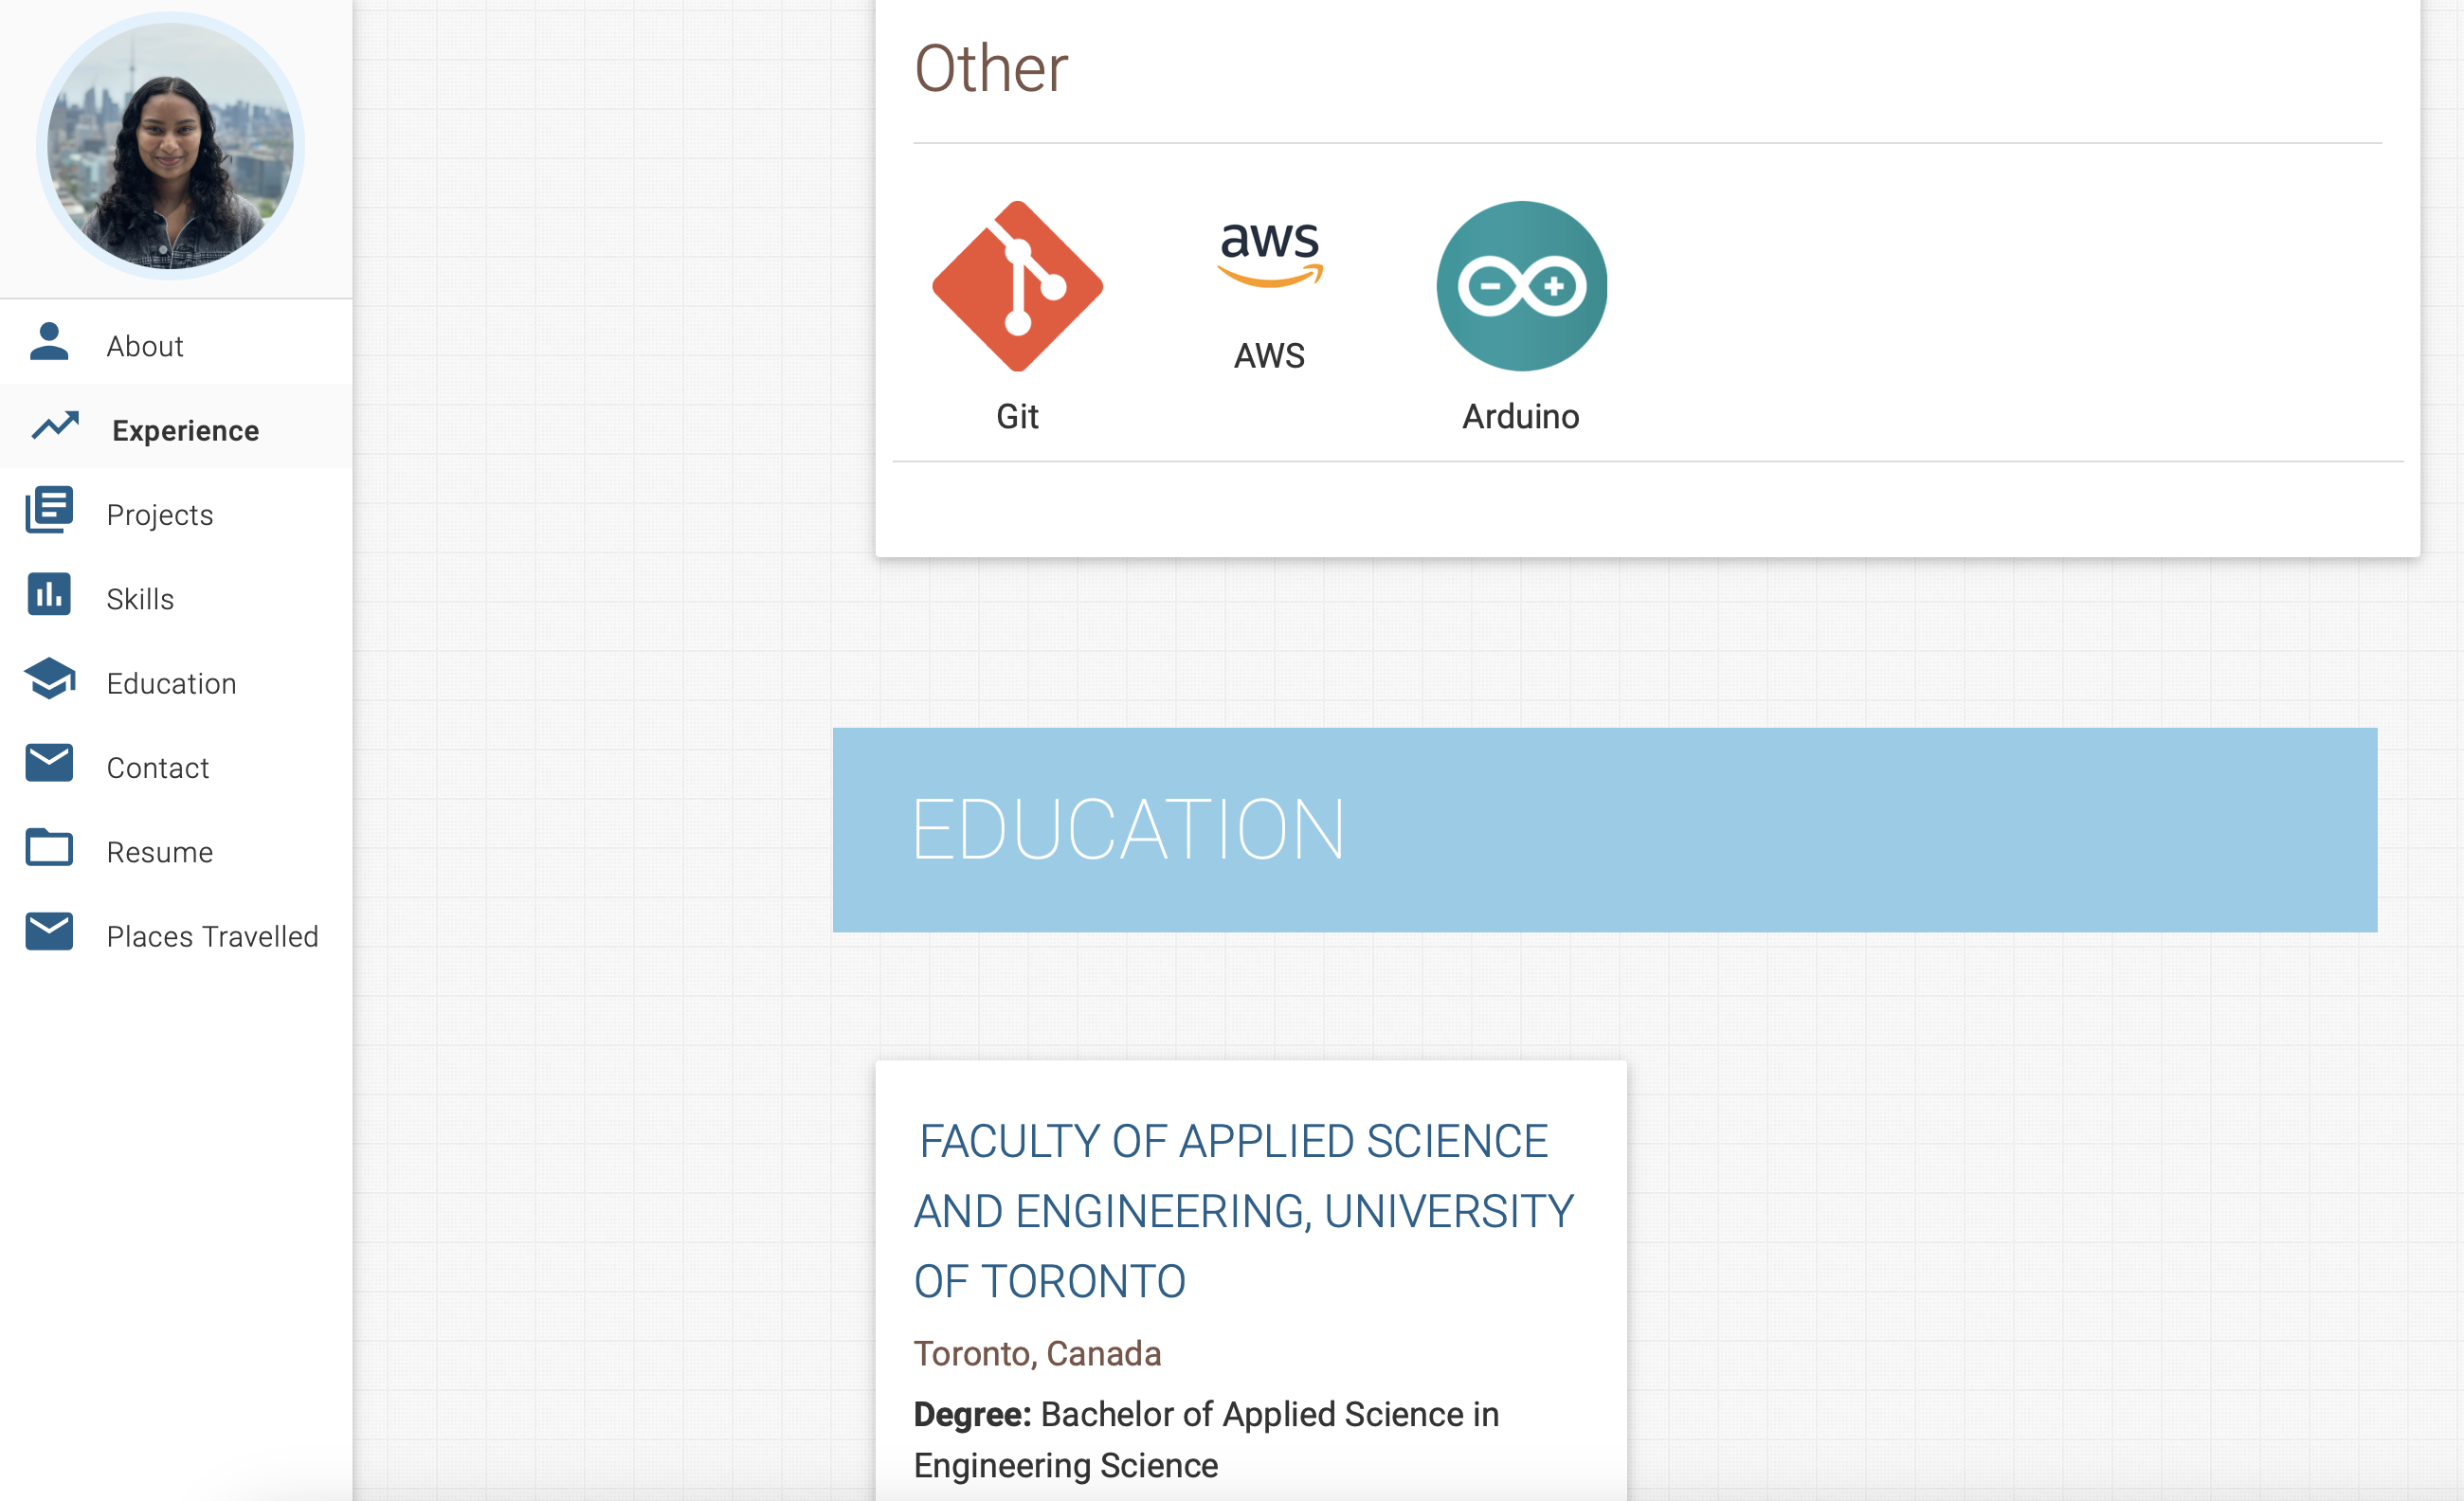 About
Experience
Projects
Skills
Education
Contact
Resume
Places Travelled
Other
aws
Git
AWS
Arduino
EDUCATION
FACULTY OF APPLIED SCIENCE
AND ENGINEERING, UNIVERSITY
OF TORONTO
Toronto, Canada
Degree: Bachelor of Applied Science in
Engineering Science